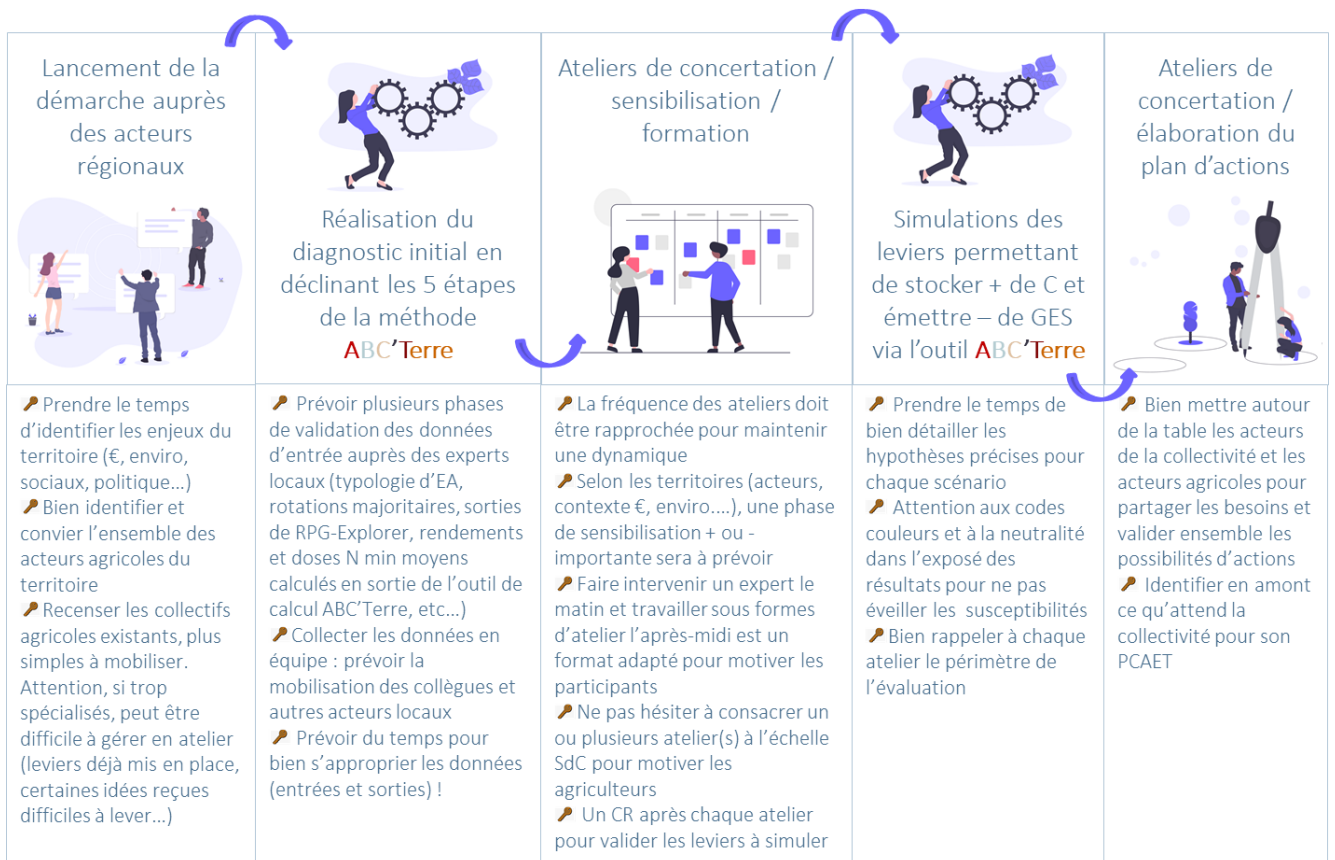 Lancement de la
démarche auprès
des acteurs
régionaux
Réalisation du
diagnostic initial en
déclinant les 5 étapes
de la méthode
ABC’Terre
Ateliers de concertation /
sensibilisation /
formation
Simulations des
leviers permettant
de stocker + de C et
émettre – de GES
via l’outil ABC’Terre
Ateliers de
concertation /
élaboration du
plan d’actions
Prendre le temps
d’identifier les enjeux du
territoire (€, enviro,
sociaux, politique…)
Bien identifier et
convier l’ensemble des
acteurs agricoles du
territoire
Recenser les collectifs
agricoles existants, plus
simples à mobiliser.
Attention, si trop
spécialisés, peut être
difficile à gérer en atelier
(leviers déjà mis en place,
certaines idées reçues
difficiles à lever…)
Prévoir plusieurs phases
de validation des données
d’entrée auprès des experts
locaux (typologie d’EA,
rotations majoritaires, sorties
de RPG-Explorer, rendements
et doses N min moyens
calculés en sortie de l’outil de
calcul ABC’Terre, etc…)
Collecter les données en
équipe : prévoir la
mobilisation des collègues et
autres acteurs locaux
Prévoir du temps pour
bien s’approprier les données
(entrées et sorties) !
La fréquence des ateliers doit
être rapprochée pour maintenir
une dynamique
Selon les territoires (acteurs,
contexte €, enviro….), une phase
de sensibilisation + ou -
importante sera à prévoir
Faire intervenir un expert le
matin et travailler sous formes
d’atelier l’après-midi est un
format adapté pour motiver les
participants
Ne pas hésiter à consacrer un
ou plusieurs atelier(s) à l’échelle
SdC pour motiver les
agriculteurs
Un CR après chaque atelier
pour valider les leviers à simuler
Prendre le temps de
bien détailler les
hypothèses précises pour
chaque scénario
Attention aux codes
couleurs et à la neutralité
dans l’exposé des
résultats pour ne pas
éveiller les susceptibilités
Bien rappeler à chaque
atelier le périmètre de
l’évaluation
Bien mettre autour
de la table les acteurs
de la collectivité et les
acteurs agricoles pour
partager les besoins et
valider ensemble les
possibilités d’actions
Identifier en amont
ce qu’attend la
collectivité pour son
PCAET